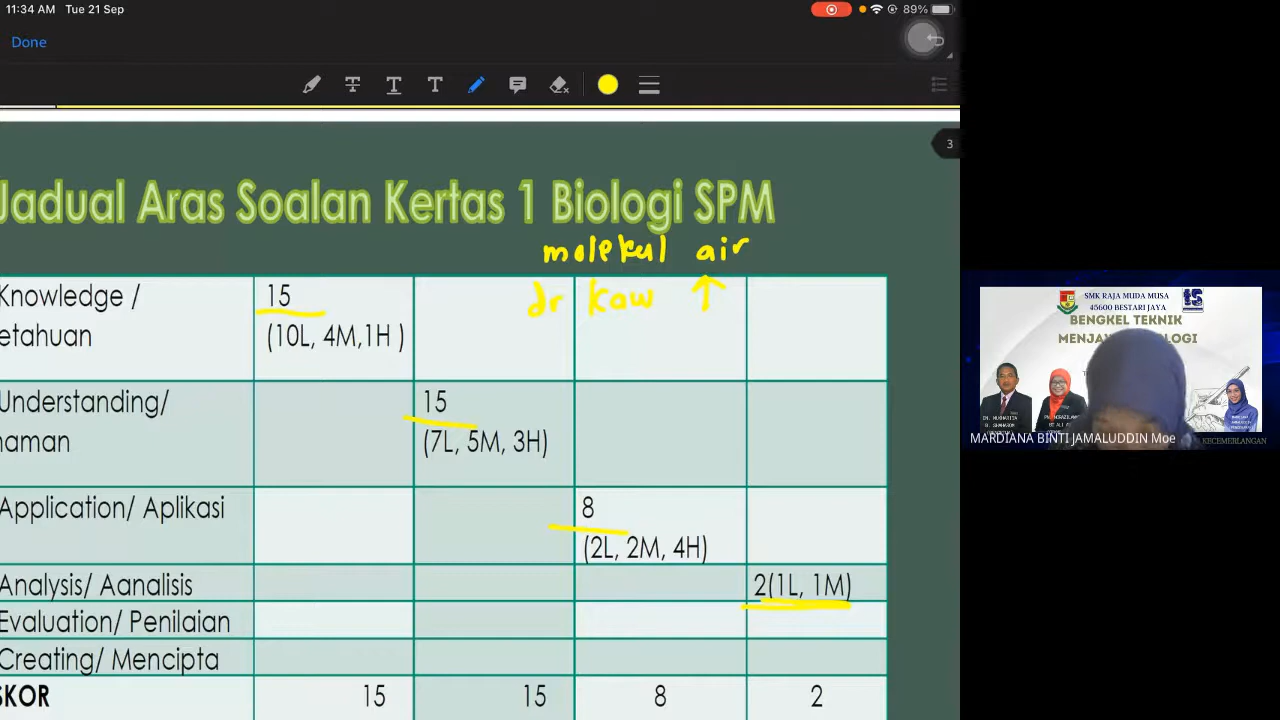 11:34 AM Tue 21 Sep
89%
Done
3
Jadual Aras Soalan Kertas 1 Biologi SPM
molekul air
dr kaw ↑
Knowledge /
etahuan
15
(10L, 4M,1H )
Understanding/
naman
15
(7L, 5M, 3H)
Application/ Aplikasi
8
(2L, 2M, 4H)
Analysis/ Aanalisis
2(1L, 1M)
Evaluation/ Penilaian
Creating/ Mencipta
SKOR 15 15 8 2
SMK RAJA MUDA MUSA
45600 BESTARI JAYA
BENGKEL TEKNIK
MENJAW
LOGI
MARDIANA BINTI JAMALUDDIN Moe
KECEMERLANGAN